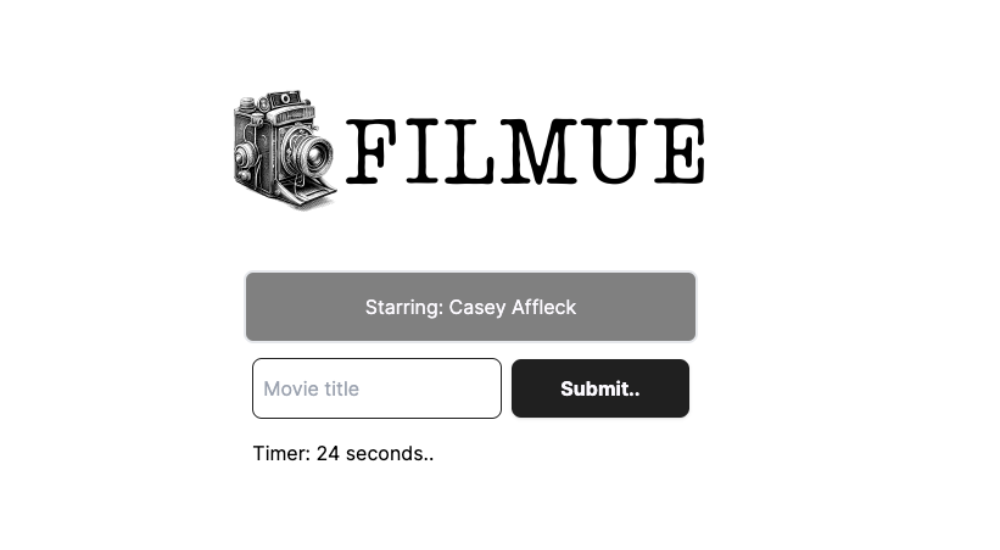 FILMUE
Starring: Casey Affleck
Movie title
Submit..
Timer: 24 seconds..